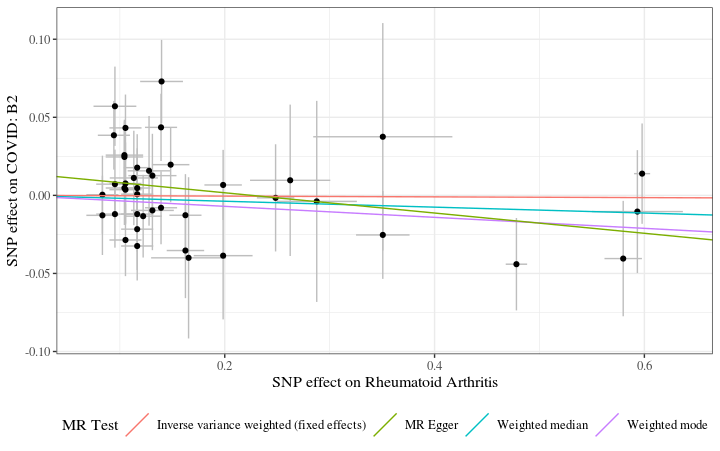 SNP effect on COVID: B2
0.10
0.05
0.00
-0.05
-0.10
0.2
0.4
0.6
SNP effect on Rheumatoid Arthritis
MR Test
Inverse variance weighted (fixed effects)
MR Egger
Weighted median
Weighted mode